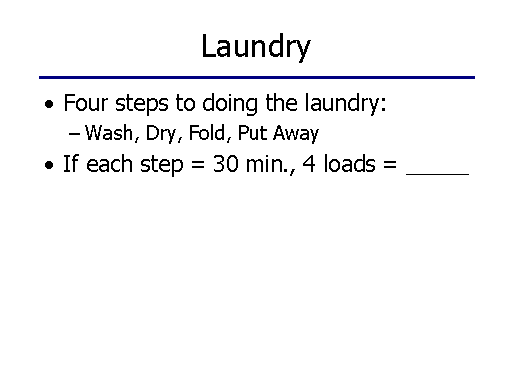 Laundry
• Four steps to doing the laundry:
– Wash, Dry, Fold, Put Away
• If each step = 30 min., 4 loads = _____